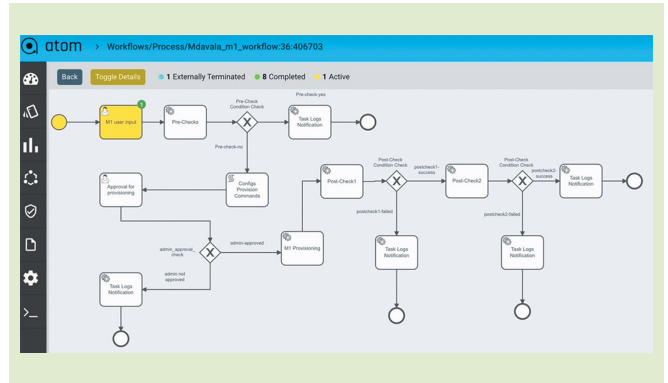 atom > Workflows/Process/Mdavala_m1_workflow:36:406703
Back
Toggle Details
1 Externally Terminated
8 Completed
1 Active
M1 user input
1
Pre-Checks
Pre-Check
Condition Check
Pre-check-yes
Task Logs
Notification
Pre-check-no
Configs
Provision
Commands
Approval for
provisioning
admin_approval_
check
admin-approved
admin not
approved
Task Logs
Notification
M1 Provisioning
Post-Check1
Post-Check
Condition Check
postcheck1-
success
postcheck1-failed
Task Logs
Notification
Post-Check2
Post-Check
Condition Check
postcheck2-
success
postcheck2-failed
Task Logs
Notification
Task Logs
Notification